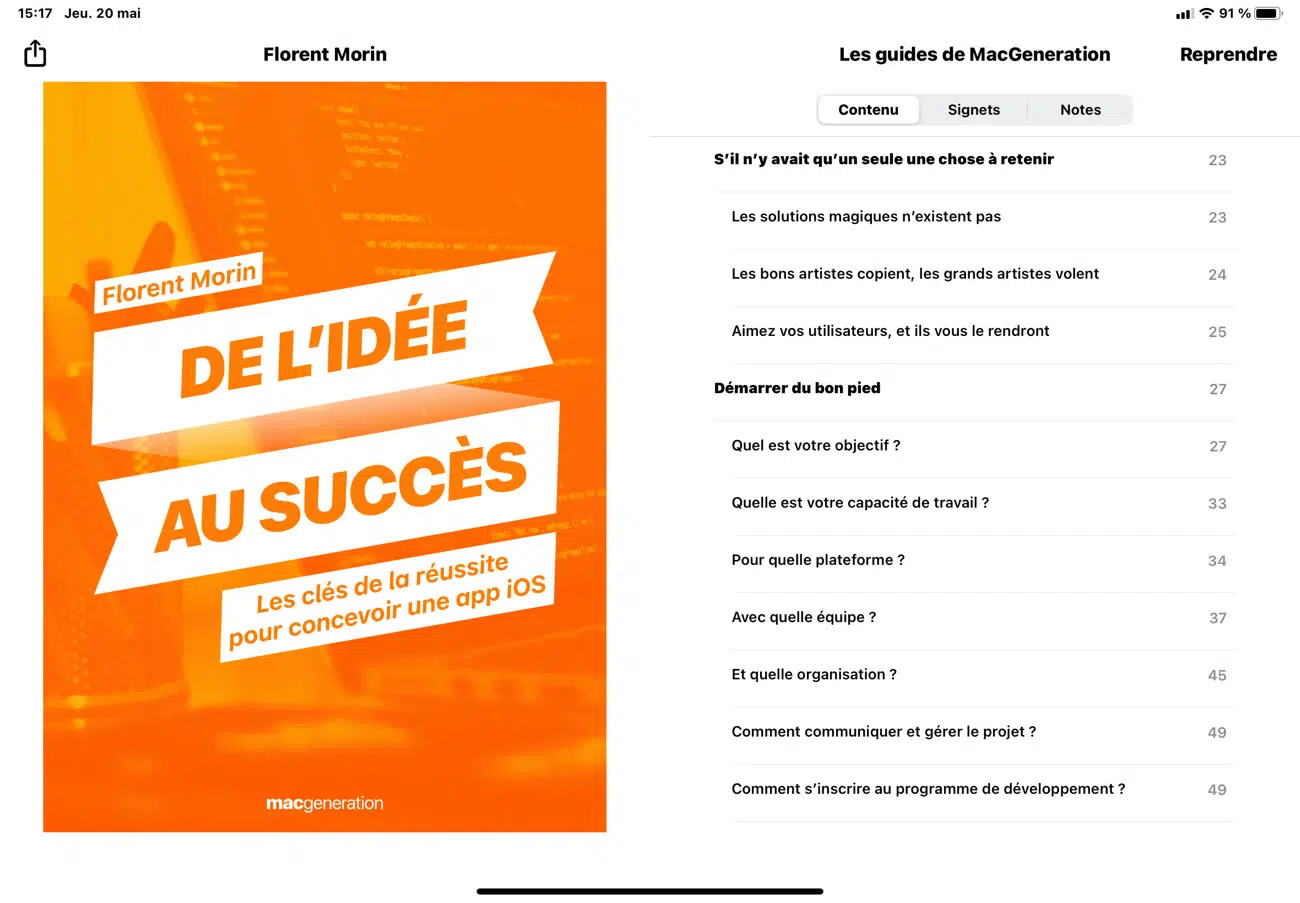 15:17 Jeu. 20 mai
91 %
Florent Morin
Florent Morin
DE L’IDÉE
AU SUCCÈS
Les clés de la réussite
pour concevoir une app iOS
macgeneration
Les guides de MacGeneration
Reprendre
Contenu Signets Notes
S’il n’y avait qu’un seule une chose à retenir 23
Les solutions magiques n’existent pas 23
Les bons artistes copient, les grands artistes volent 24
Aimez vos utilisateurs, et ils vous le rendront 25
Démarrer du bon pied 27
Quel est votre objectif ? 27
Quelle est votre capacité de travail ? 33
Pour quelle plateforme ? 34
Avec quelle équipe ? 37
Et quelle organisation ? 45
Comment communiquer et gérer le projet ? 49
Comment s’inscrire au programme de développement ? 49